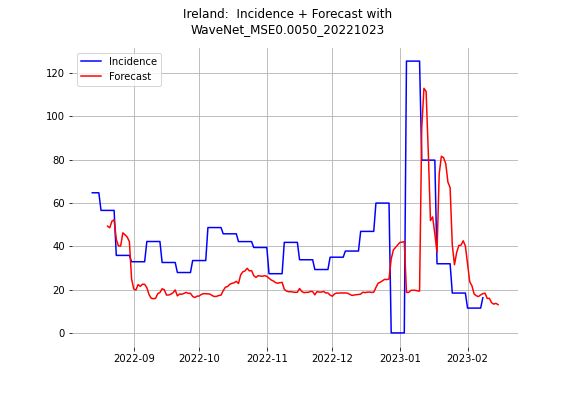 Ireland:  Incidence + Forecast with
WaveNet_MSE0.0050_20221023
Incidence
Forecast
120
100
80
60
40
20
0
2022-09 2022-10 2022-11 2022-12 2023-01 2023-02